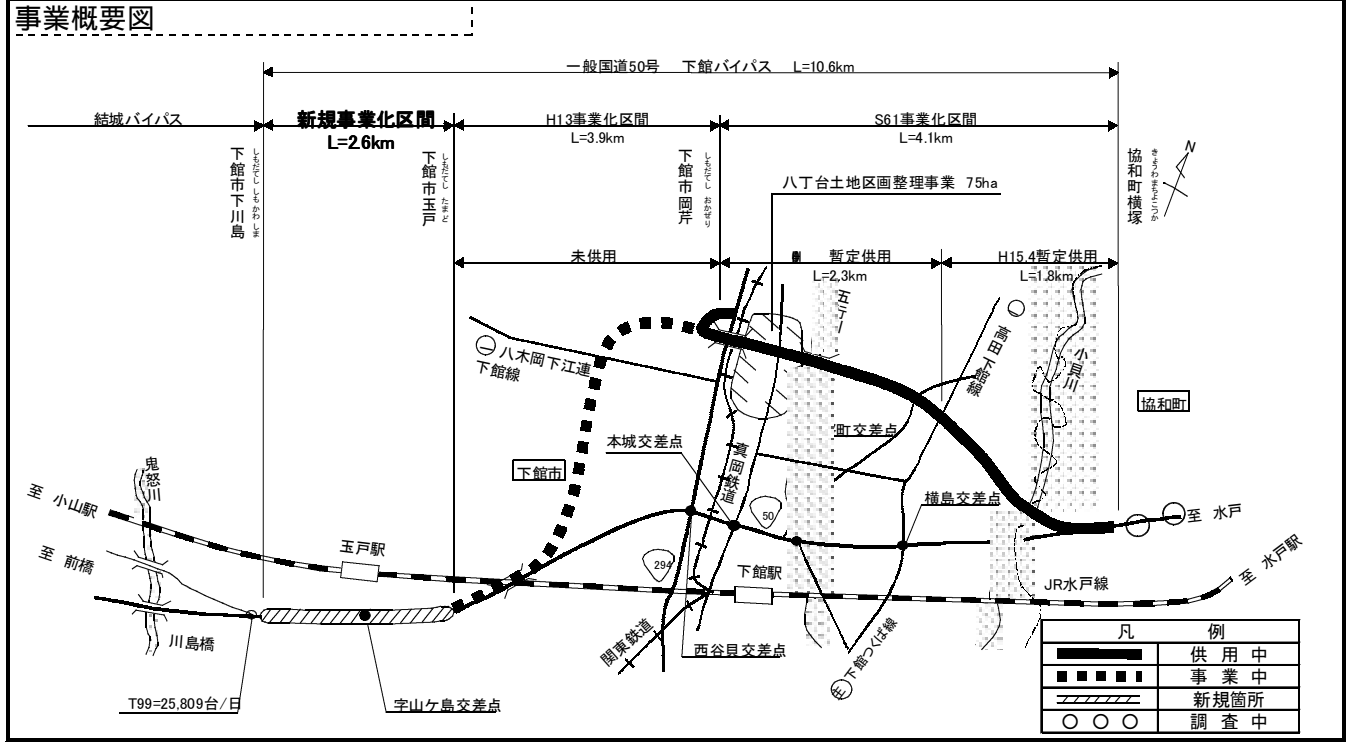 事業概要図
一般国道50号 下館バイパス L=10.6km
結城バイパス
新規事業化区間
L=2.6km
H13事業化区間
L=3.9km
S61事業化区間
L=4.1km
下館市下川島
しもだてし しもかわしま
下館市玉戸
しもだてし たまど
下館市岡芹
しもだてし おかぜり
協和町横塚
きょうわまちよこつか
N
八丁台土地区画整理事業 75ha
未供用
暫定供用
L=2.3km
H15.4暫定供用
L=1.8km
五行川
八木岡下江連
下館線
高田下館線
小貝川
協和町
町交差点
本城交差点
真岡鉄道
下館市
鬼怒川
至 小山駅
横島交差点
50
至 水戸
玉戸駅
至 前橋
294
下館駅
JR水戸線
至 水戸駅
川島橋
関東鉄道
西谷貝交差点
主 下館つくば線
T99=25,809台/日
字山ケ島交差点
凡 例
供用中
事業中
新規箇所
調査中